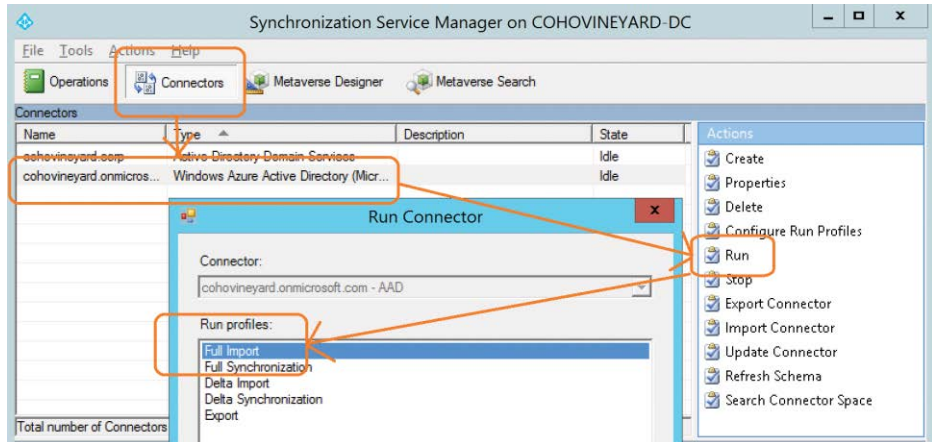 Synchronization Service Manager on COHOVINEYARD-DC
File Tools Actions Help
Operations Connectors Metaverse Designer Metaverse Search
Connectors
Name Type Description State
cohovineyard.corp Active Directory Domain Services Idle
cohovineyard.onmicros... Windows Azure Active Directory (Micr... Idle
Actions
Create
Properties
Delete
Configure Run Profiles
Run
Stop
Export Connector
Import Connector
Update Connector
Refresh Schema
Search Connector Space
Run Connector
x
Connector:
cohovineyard.onmicrosoft.com - AAD
Run profiles:
Full Import
Full Synchronization
Delta Import
Delta Synchronization
Export
Total number of Connectors